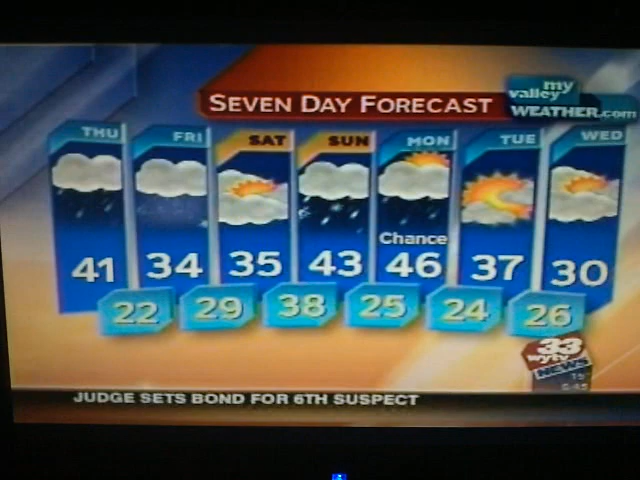 my
valley
WEATHER.com
SEVEN DAY FORECAST
THU FRI SAT SUN MON TUE WED
Chance
41 34 35 43 46 37 30
22 29 38 25 24 26
33
wytv
NEWS
JUDGE SETS BOND FOR 6TH SUSPECT